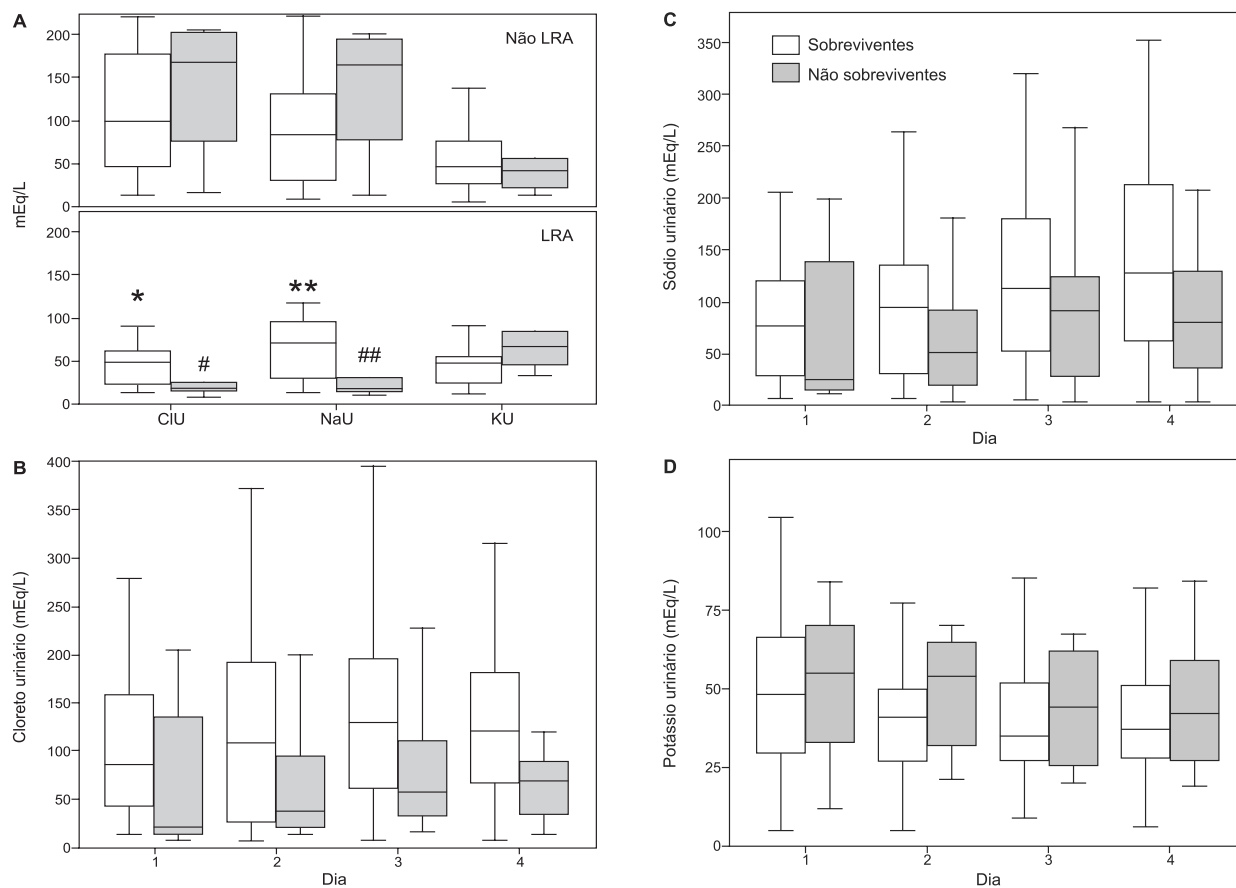 A
Não LRA
200
150
100
50
0
mEq/L
LRA
200
150
100
50
0
*
#
**
##
ClU NaU KU
B
Cloreto urinário (mEq/L)
400
350
300
250
200
150
100
50
0
1 2 3 4
Dia
C
Sobreviventes
Não sobreviventes
Sódio urinário (mEq/L)
350
300
250
200
150
100
50
0
1 2 3 4
Dia
D
Potássio urinário (mEq/L)
100
75
50
25
0
1 2 3 4
Dia